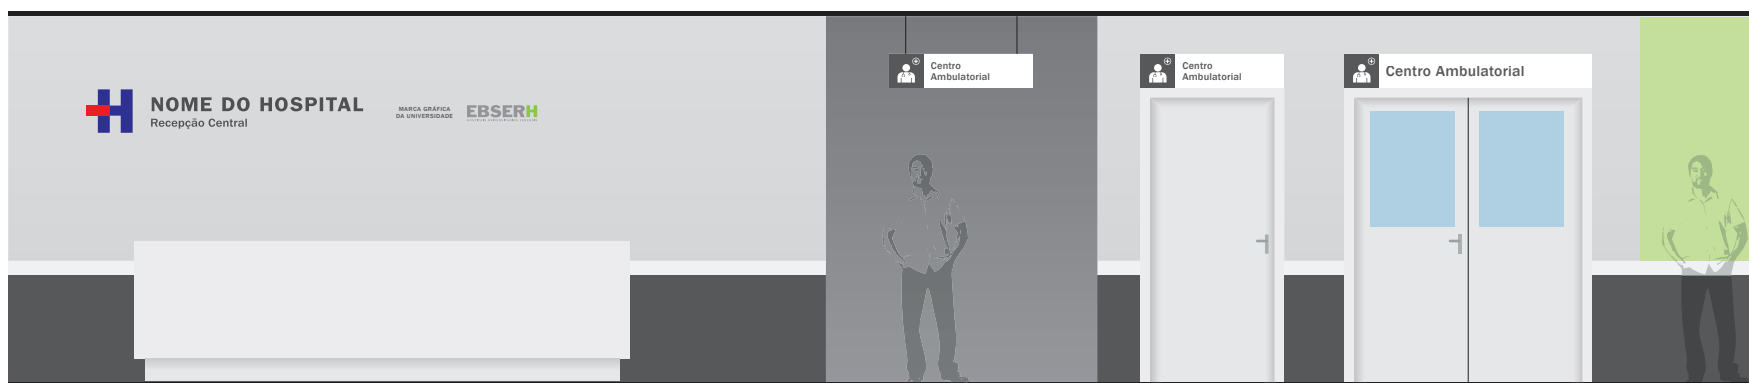 NOME DO HOSPITAL
Recepção Central
MARCA GRÁFICA
DA UNIVERSIDADE
EBSERH
Centro
Ambulatorial
Centro
Ambulatorial
Centro Ambulatorial